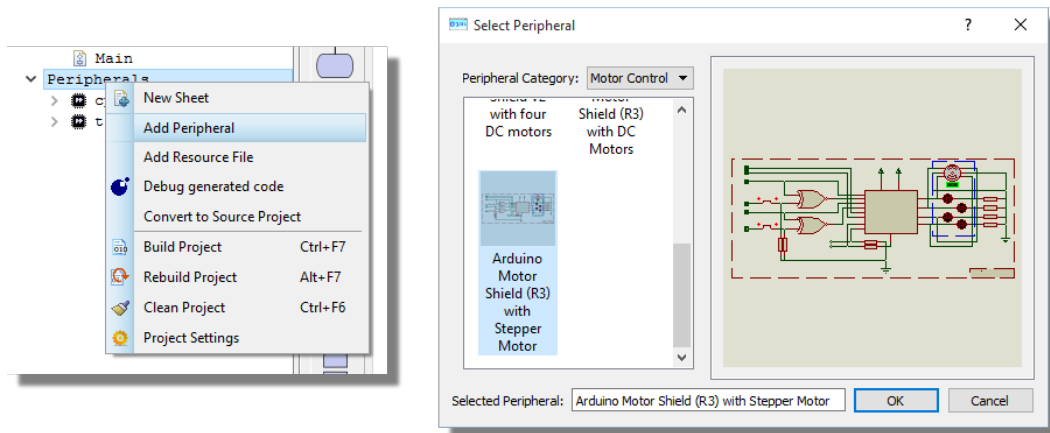 Main
Peripherals
New Sheet
Add Peripheral
Add Resource File
Debug generated code
Convert to Source Project
Build Project Ctrl+F7
Rebuild Project Alt+F7
Clean Project Ctrl+F6
Project Settings
Select Peripheral
Peripheral Category: Motor Control
Shield V2 Motor
with four Shield (R3)
DC motors with DC
Motors
Arduino
Motor
Shield (R3)
with
Stepper
Motor
Selected Peripheral: Arduino Motor Shield (R3) with Stepper Motor OK Cancel